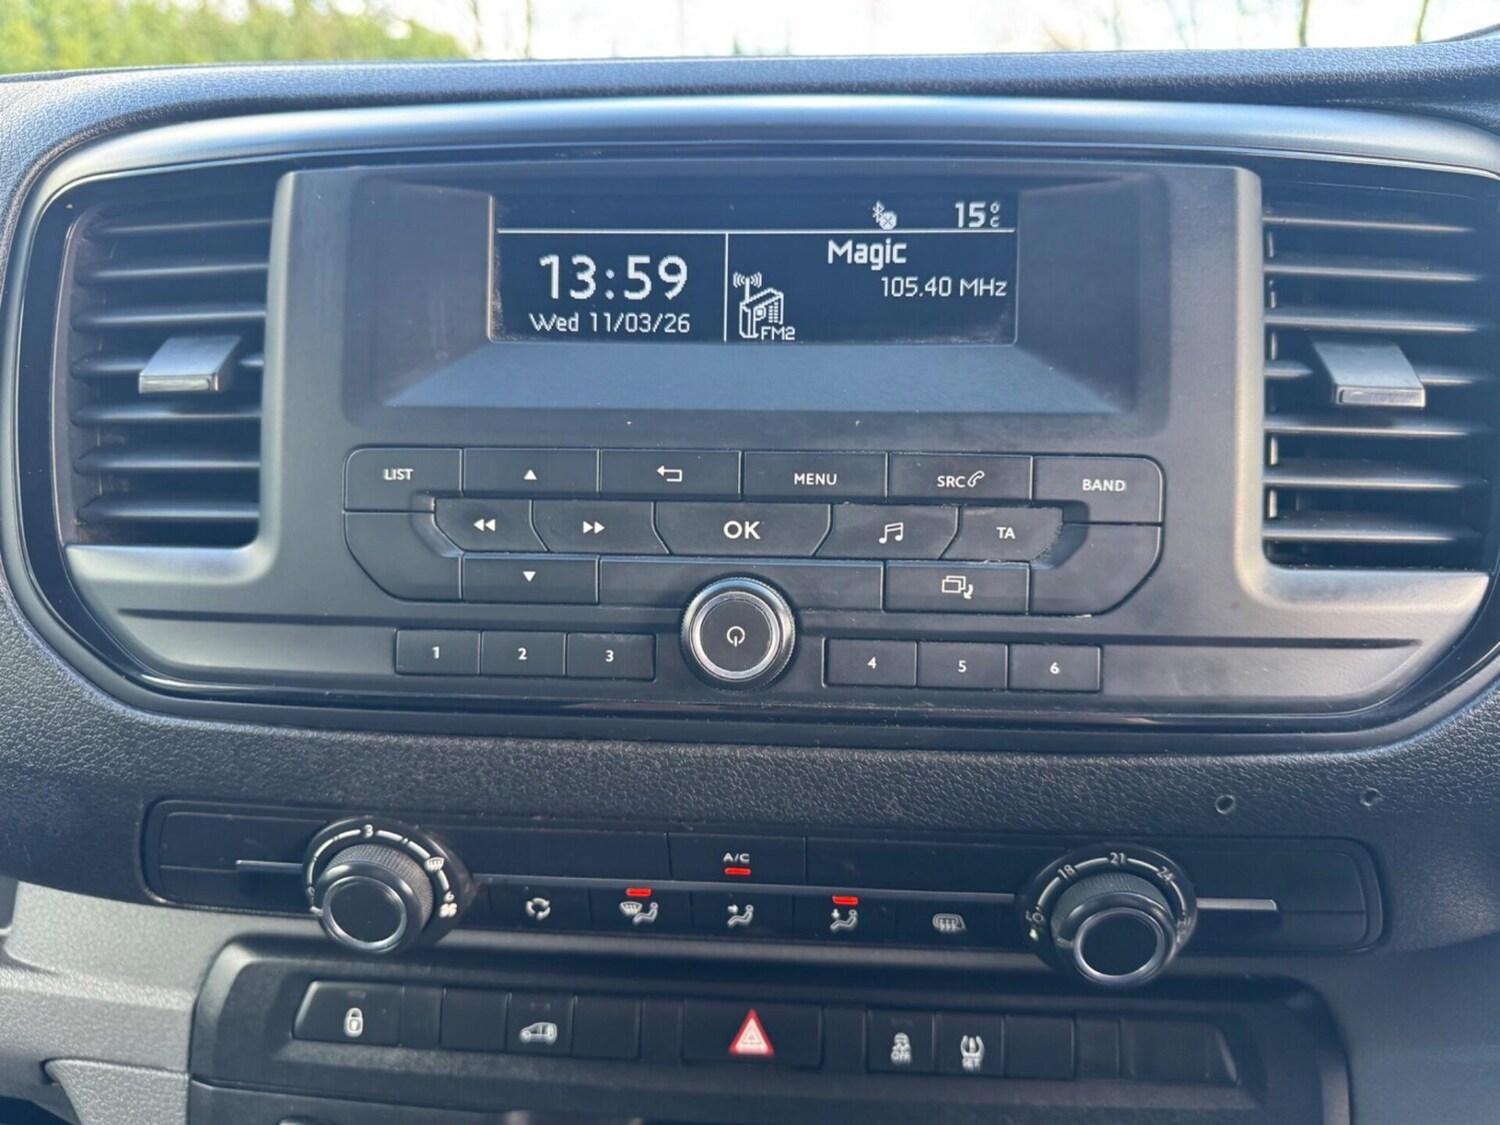 15°C
13:59
Wed 11/03/26
Magic
105.40 MHz
FM2
LIST
MENU
SRC
BAND
OK
TA
1
2
3
4
5
6
3
A/C
18
21
24
OFF
SET